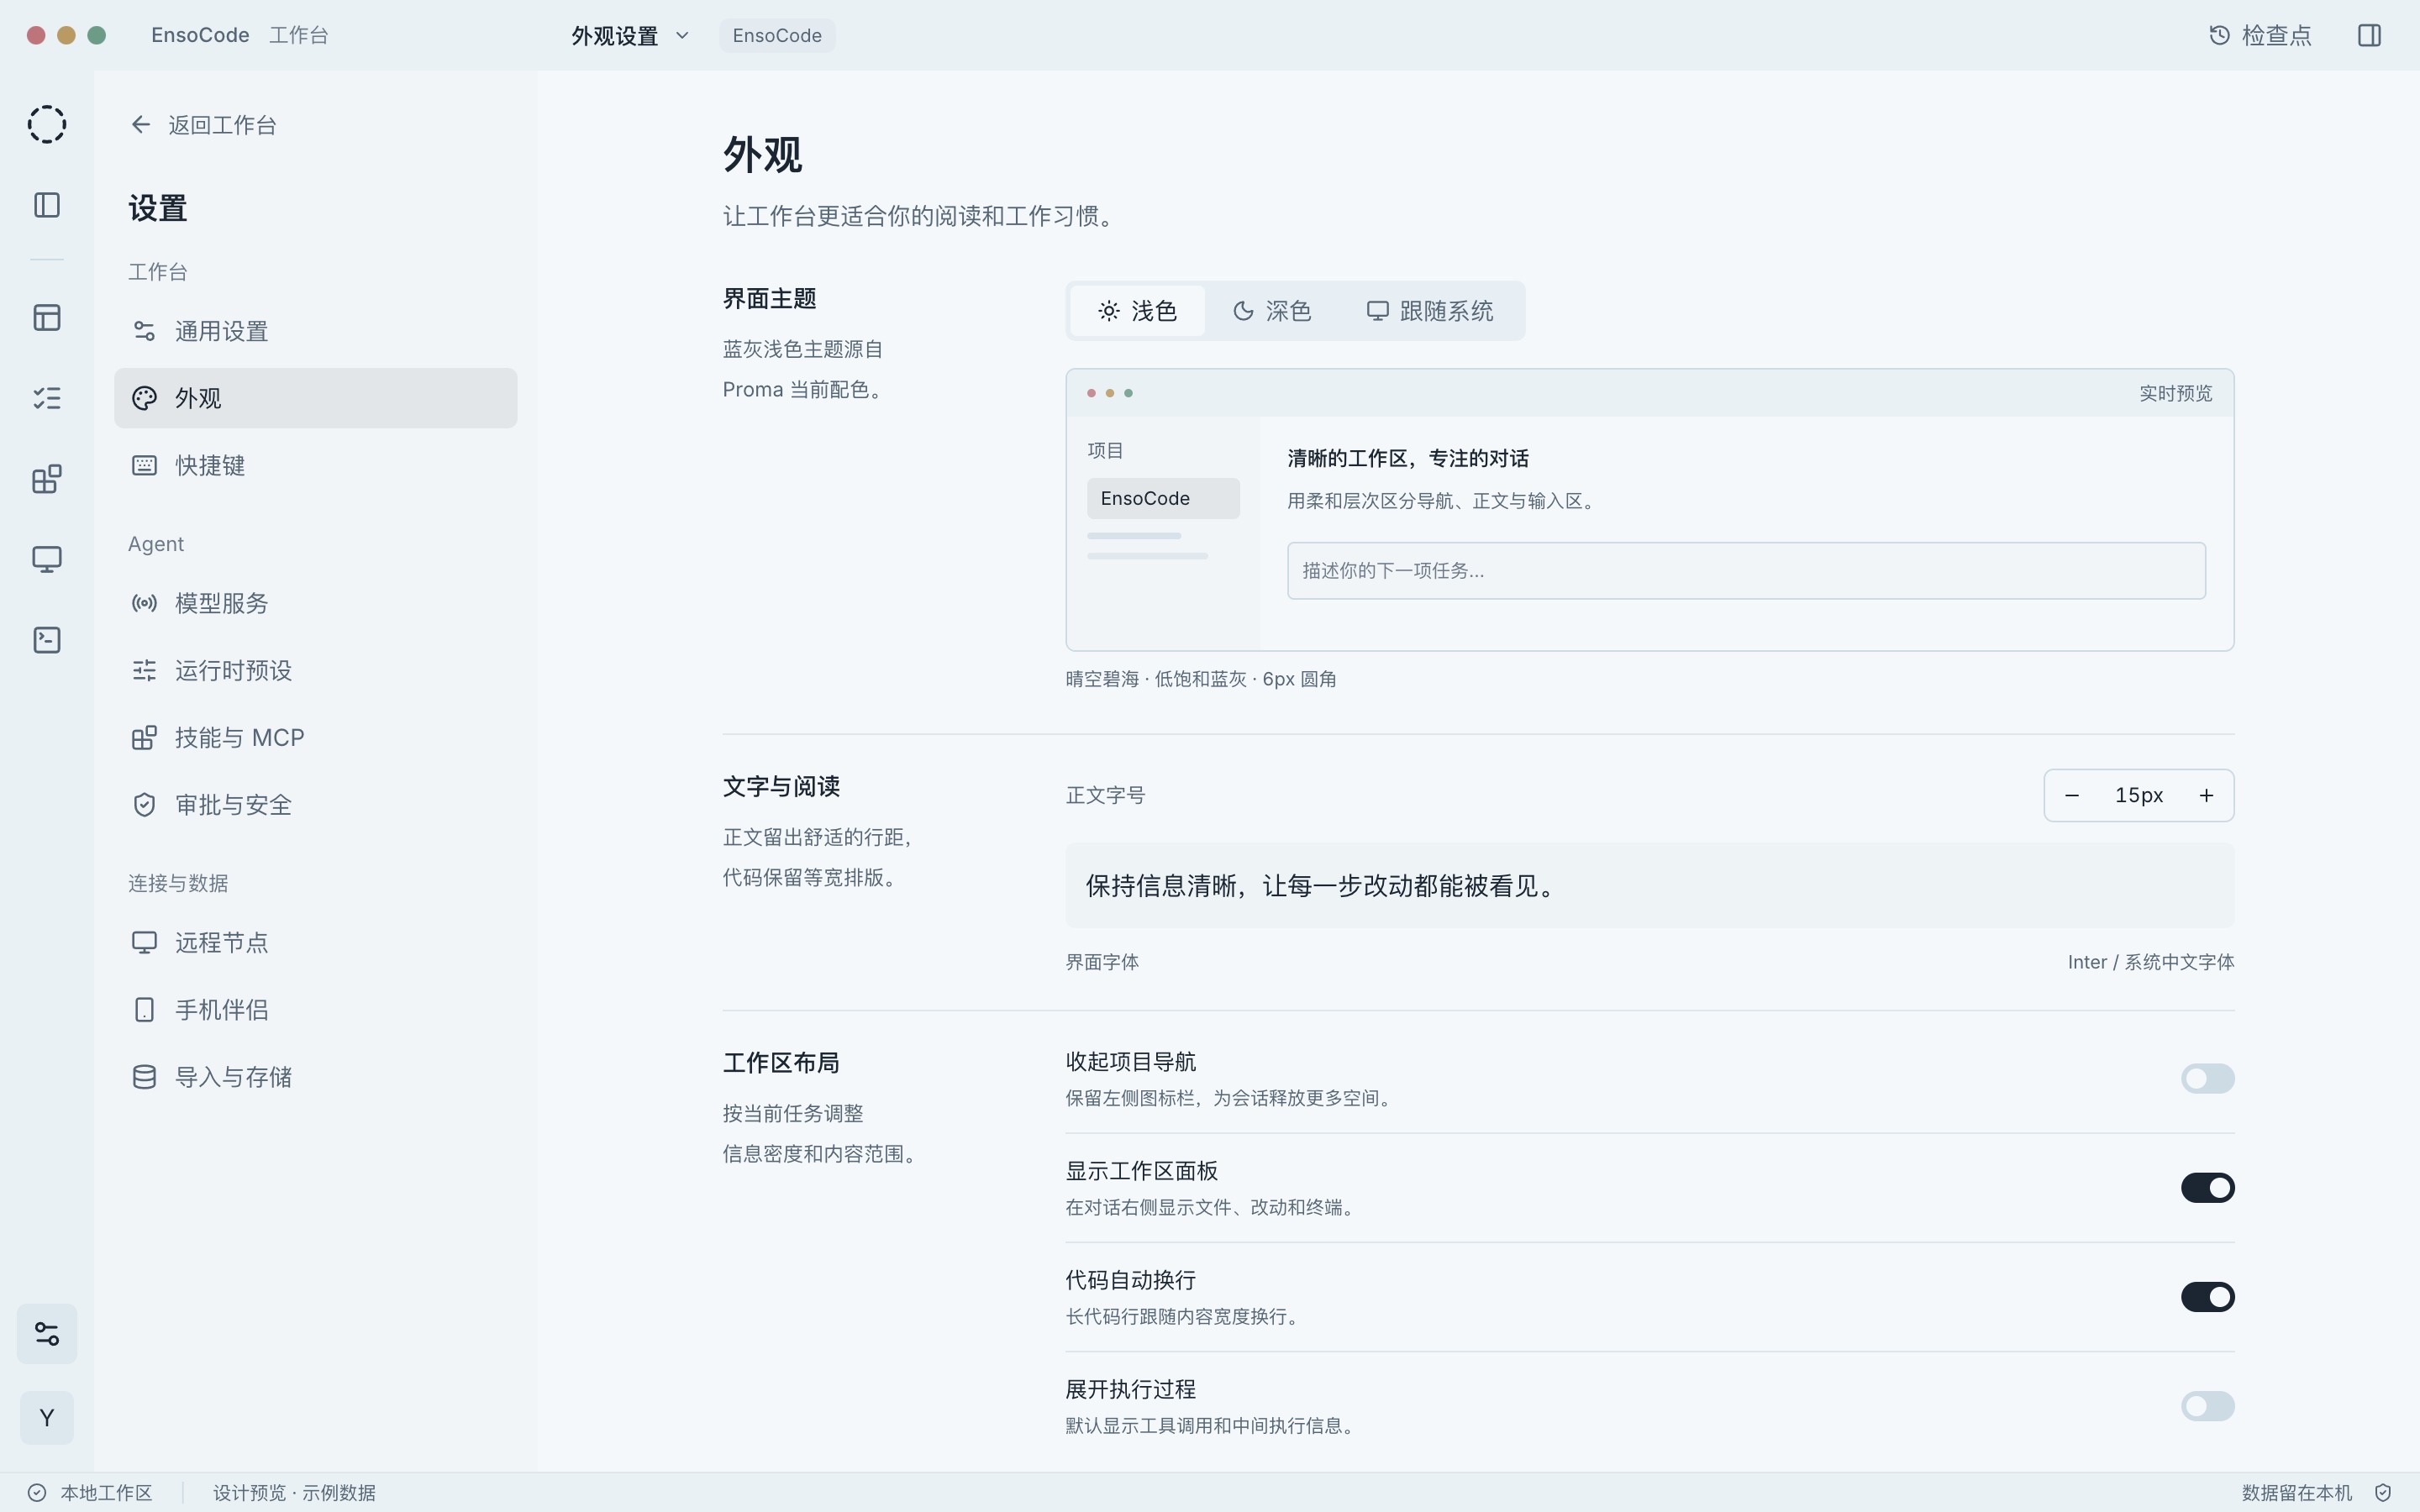 EnsoCode 工作台
外观设置
EnsoCode
检查点
返回工作台
设置
工作台
通用设置
外观
快捷键
Agent
模型服务
运行时预设
技能与 MCP
审批与安全
连接与数据
远程节点
手机伴侣
导入与存储
Y
外观
让工作台更适合你的阅读和工作习惯。
界面主题
蓝灰浅色主题源自
Proma 当前配色。
浅色
深色
跟随系统
实时预览
项目
EnsoCode
清晰的工作区，专注的对话
用柔和层次区分导航、正文与输入区。
描述你的下一项任务...
晴空碧海 · 低饱和蓝灰 · 6px 圆角
文字与阅读
正文留出舒适的行距，
代码保留等宽排版。
正文字号
− 15px +
保持信息清晰，让每一步改动都能被看见。
界面字体
Inter / 系统中文字体
工作区布局
按当前任务调整
信息密度和内容范围。
收起项目导航
保留左侧图标栏，为会话释放更多空间。
显示工作区面板
在对话右侧显示文件、改动和终端。
代码自动换行
长代码行跟随内容宽度换行。
展开执行过程
默认显示工具调用和中间执行信息。
本地工作区
设计预览 · 示例数据
数据留在本机